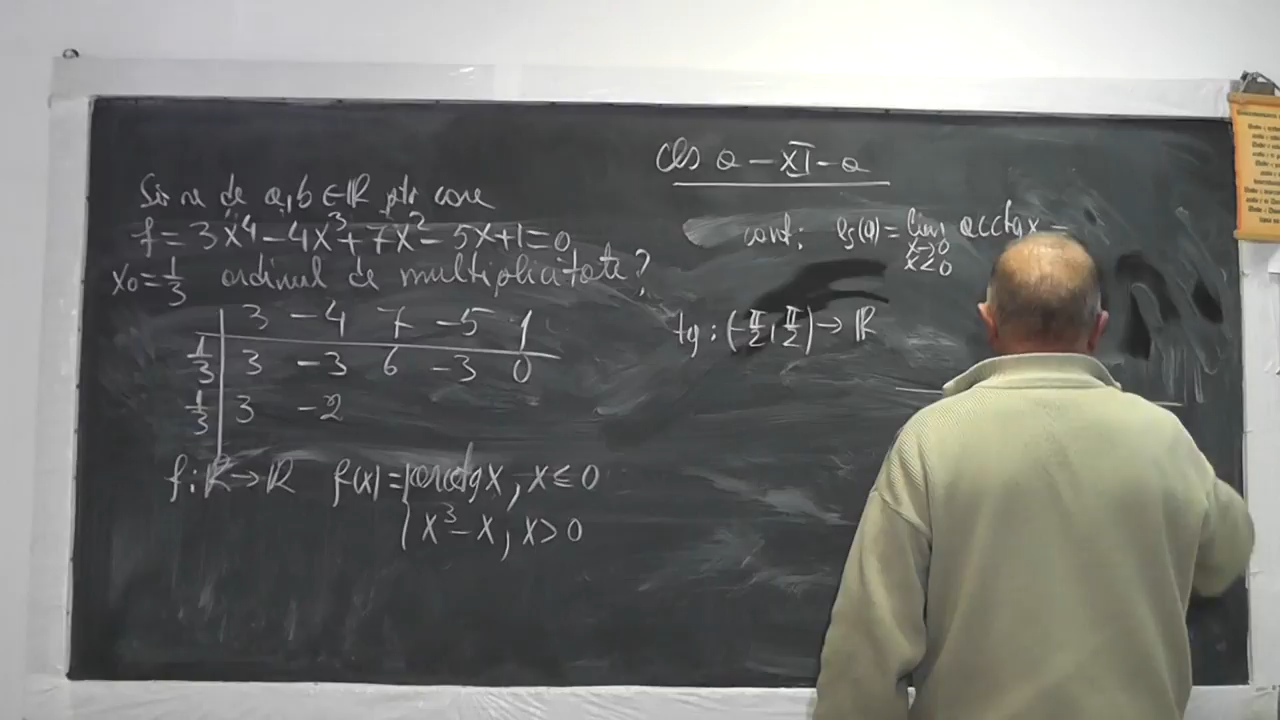 Să se de a,b ∈ ℝ ptr care
f = 3x⁴ - 4x³ + 7x² - 5x + 1 = 0
x₀ = 1/3 ordinul de multiplicitate?
3 -4 7 -5 1
1/3 3 -3 6 -3 0
1/3 3 -2
f: ℝ → ℝ f(x) = { arctg x, x ≤ 0
x³ - x, x > 0
cls a - XI - a
cont: ls(0) = lim arctg x =
x→0
x<0
tg : (-π/2, π/2) → ℝ